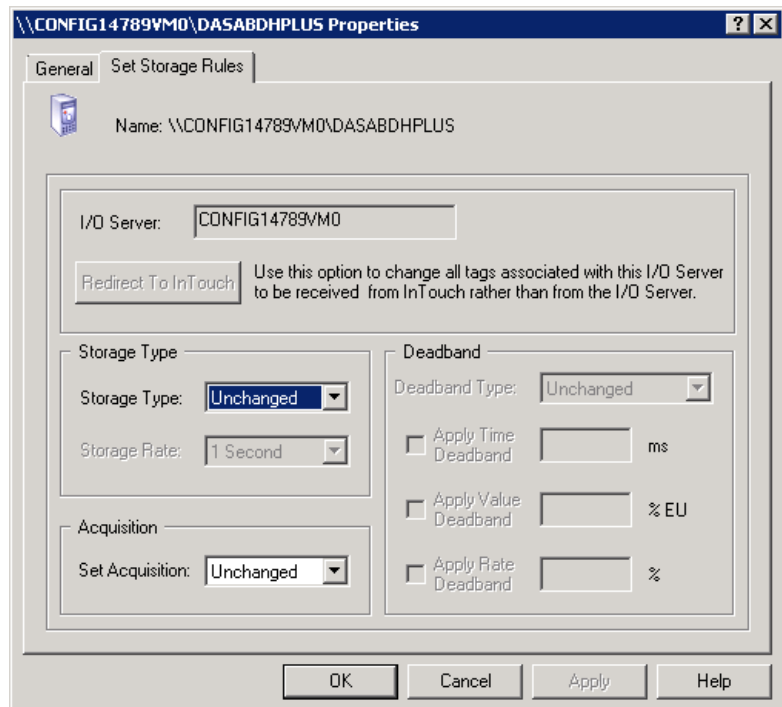 \\CONFIG14789VM0\DASABDHPLUS Properties
General
Set Storage Rules
Name: \\CONFIG14789VM0\DASABDHPLUS
I/O Server: CONFIG14789VM0
Redirect To InTouch
Use this option to change all tags associated with this I/O Server
to be received from InTouch rather than from the I/O Server.
Storage Type
Storage Type: Unchanged
Storage Rate: 1 Second
Acquisition
Set Acquisition: Unchanged
Deadband
Deadband Type: Unchanged
Apply Time
Deadband
ms
Apply Value
Deadband
% EU
Apply Rate
Deadband
%
OK
Cancel
Apply
Help